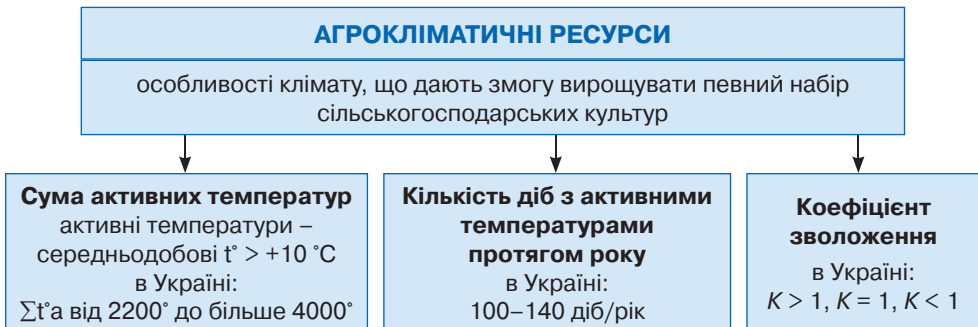 АГРОКЛІМАТИЧНІ РЕСУРСИ
особливості клімату, що дають змогу вирощувати певний набір
сільськогосподарських культур
Сума активних температур
активні температури –
середньодобові t° > +10 °C
в Україні:
∑t°a від 2200° до більше 4000°
Кількість діб з активними
температурами
протягом року
в Україні:
100–140 діб/рік
Коефіцієнт
зволоження
в Україні:
K > 1, K = 1, K < 1